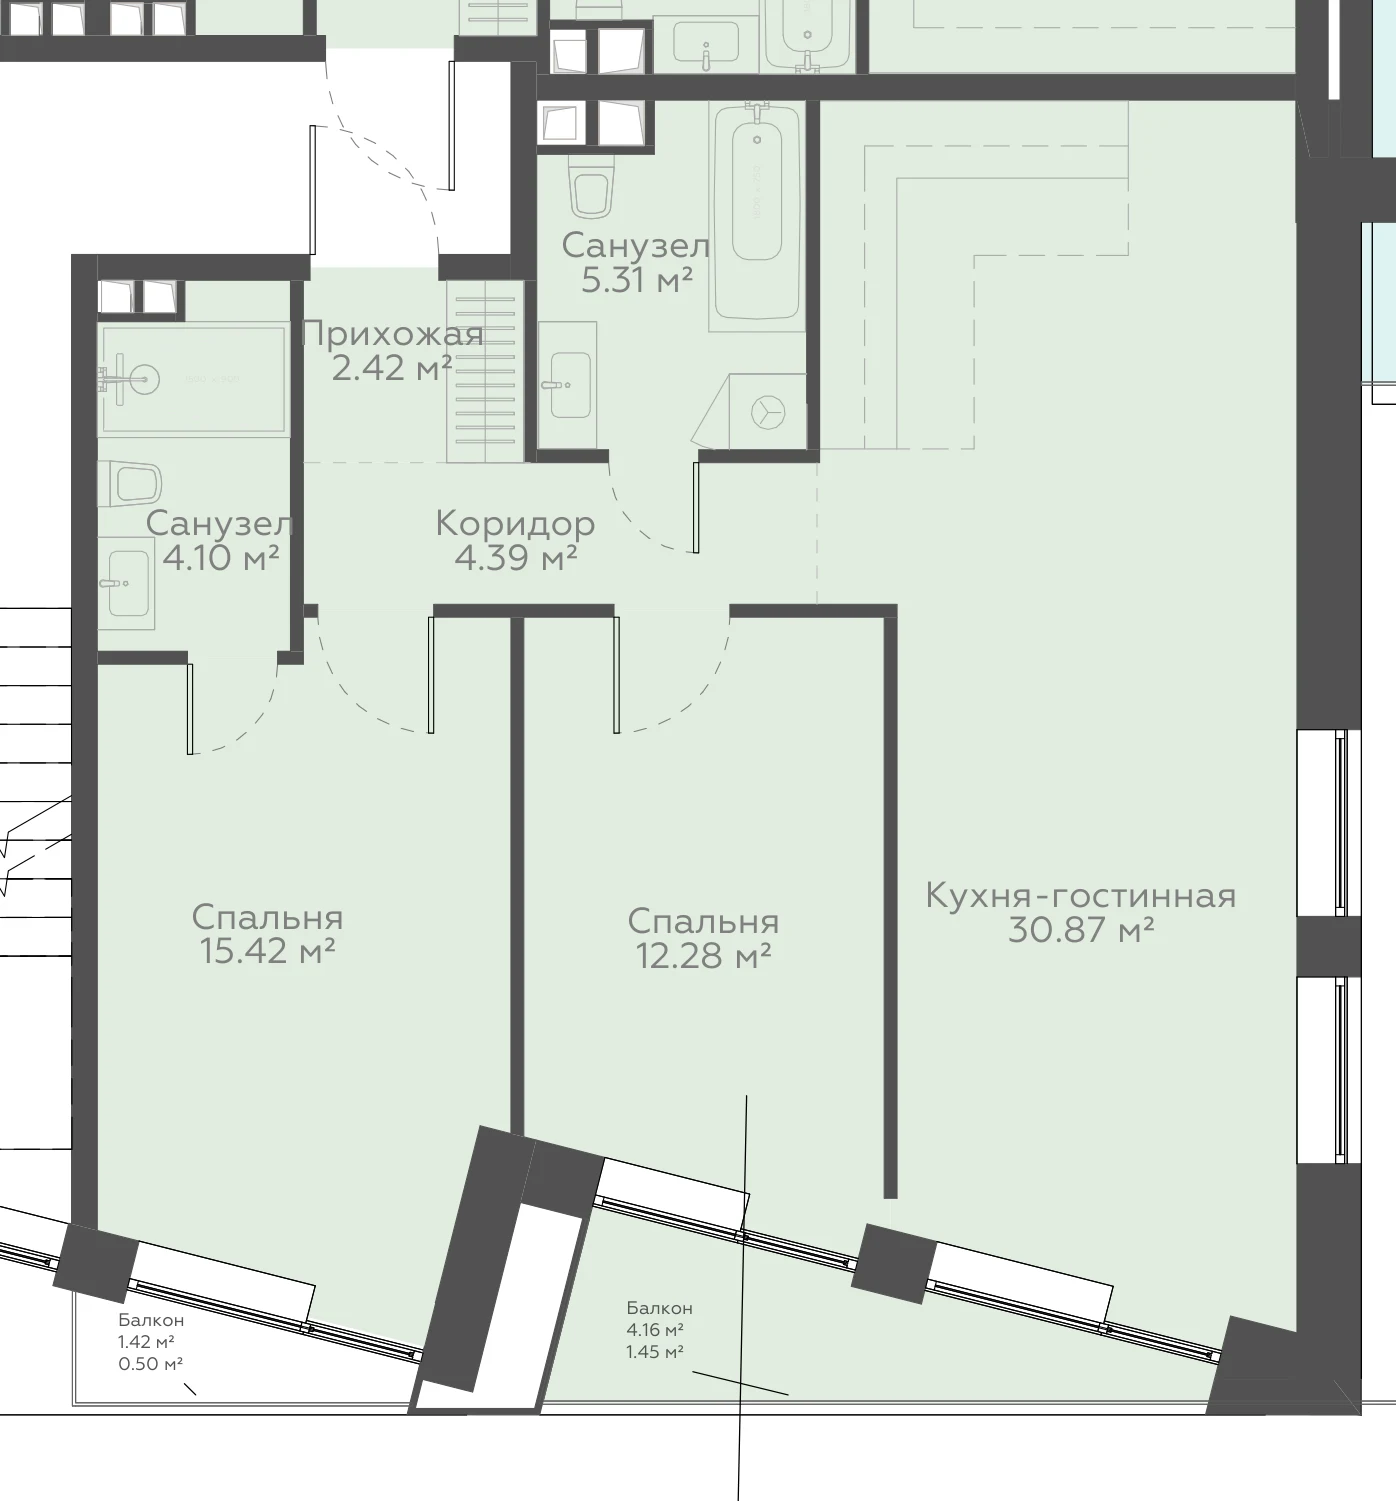 Санузел
5.31 м²
Прихожая
2.42 м²
Санузел
4.10 м²
Коридор
4.39 м²
Спальня
15.42 м²
Спальня
12.28 м²
Кухня-гостинная
30.87 м²
Балкон
1.42 м²
0.50 м²
Балкон
4.16 м²
1.45 м²